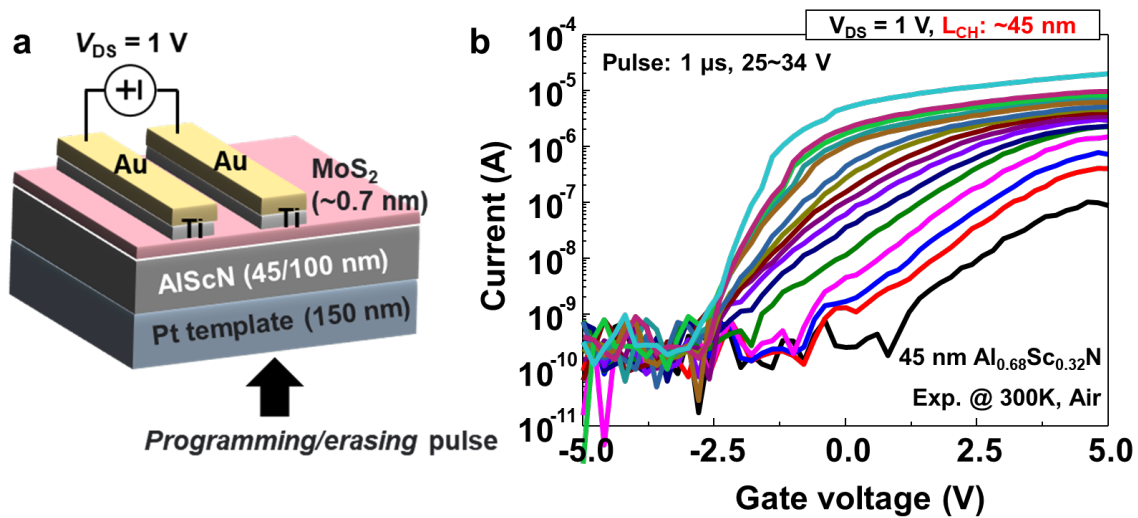 a
V_DS = 1 V
Au
Au
Ti
Ti
MoS₂
(~0.7 nm)
AlScN (45/100 nm)
Pt template (150 nm)
Programming/erasing pulse
b
V_DS = 1 V, L_CH: ~45 nm
Pulse: 1 μs, 25~34 V
Current (A)
10⁻⁴
10⁻⁵
10⁻⁶
10⁻⁷
10⁻⁸
10⁻⁹
10⁻¹⁰
10⁻¹¹
45 nm Al₀.₆₈Sc₀.₃₂N
Exp. @ 300K, Air
-5.0 -2.5 0.0 2.5 5.0
Gate voltage (V)